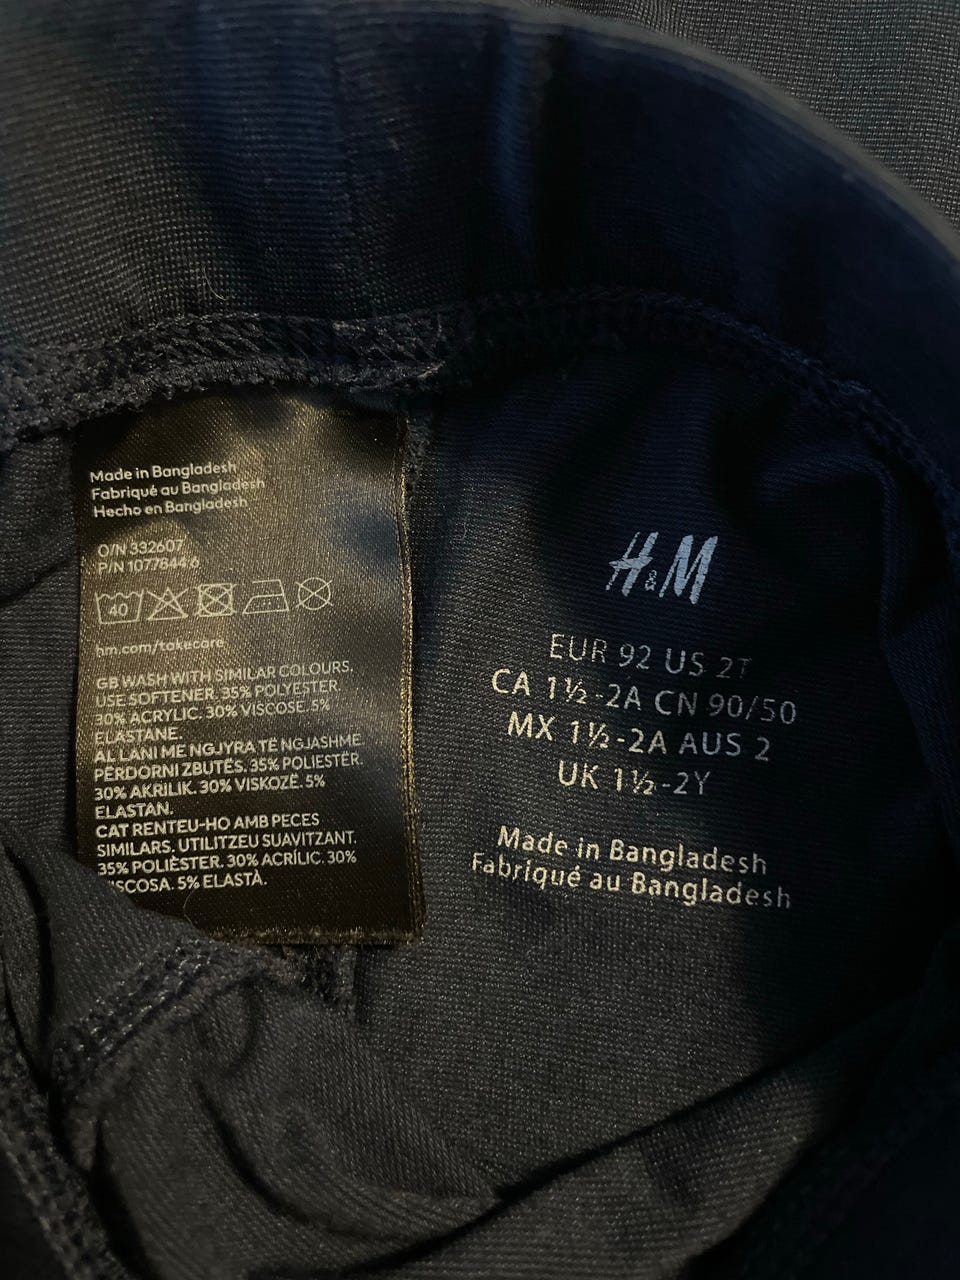 Made in Bangladesh
Fabriqué au Bangladesh
Hecho en Bangladesh
O/N 332607
P/N 1077844 6
40
hm.com/takecare
GB WASH WITH SIMILAR COLOURS.
USE SOFTENER. 35% POLYESTER.
30% ACRYLIC. 30% VISCOSE. 5%
ELASTANE.
AL LANI ME NGJYRA TË NGJASHME.
PËRDORNI ZBUTËS. 35% POLIESTER.
30% AKRILIK. 30% VISKOZË. 5%
ELASTAN.
CAT RENTEU-HO AMB PECES
SIMILARS. UTILITZEU SUAVITZANT.
35% POLIÈSTER. 30% ACRÍLIC. 30%
VISCOSA. 5% ELASTÀ.
H&M
EUR 92 US 2T
CA 1½-2A CN 90/50
MX 1½-2A AUS 2
UK 1½-2Y
Made in Bangladesh
Fabriqué au Bangladesh